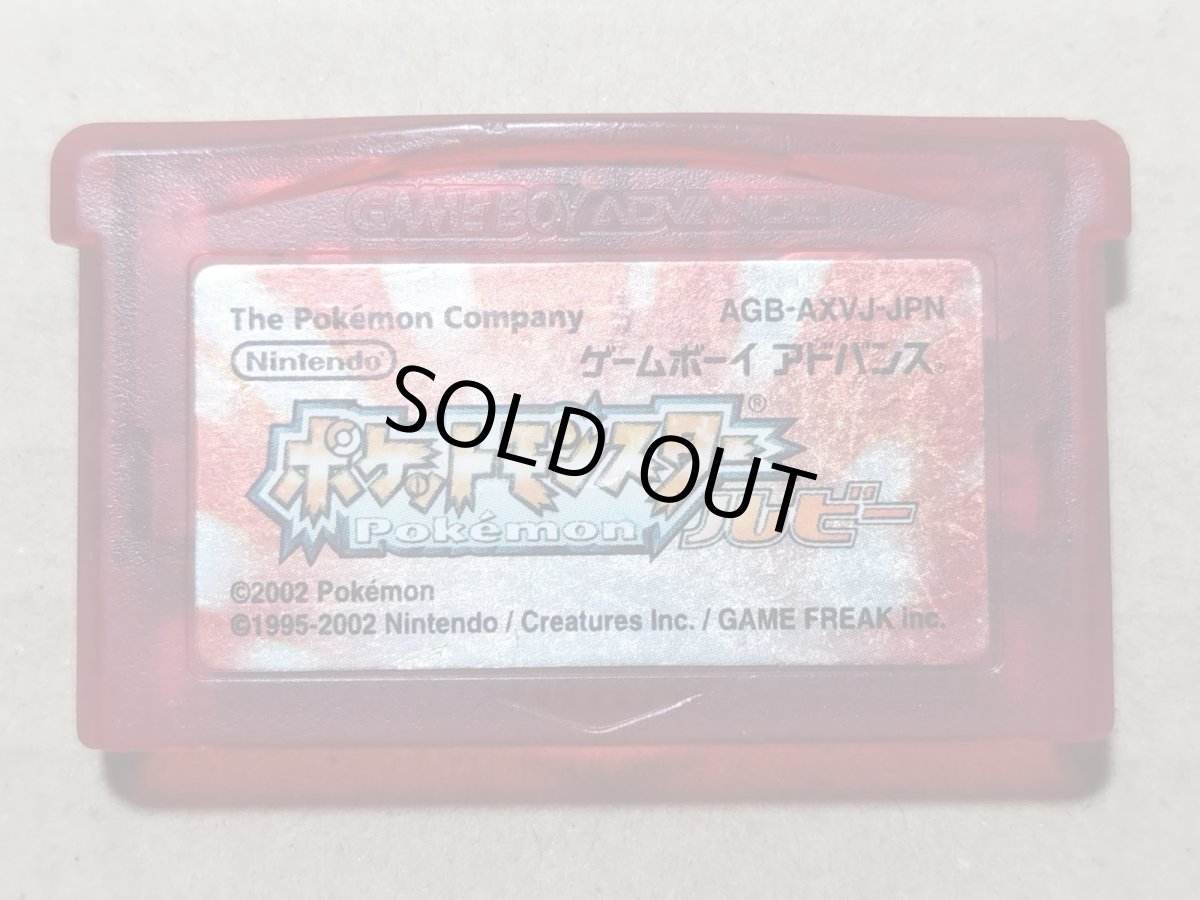 GAME BOY ADVANCE
The Pokémon Company
AGB-AXVJ-JPN
Nintendo®
ゲームボーイ アドバンス®
ポケットモンスター®
ルビー
Pokémon
©2002 Pokémon
©1995-2002 Nintendo / Creatures Inc. / GAME FREAK inc.
SOLD OUT